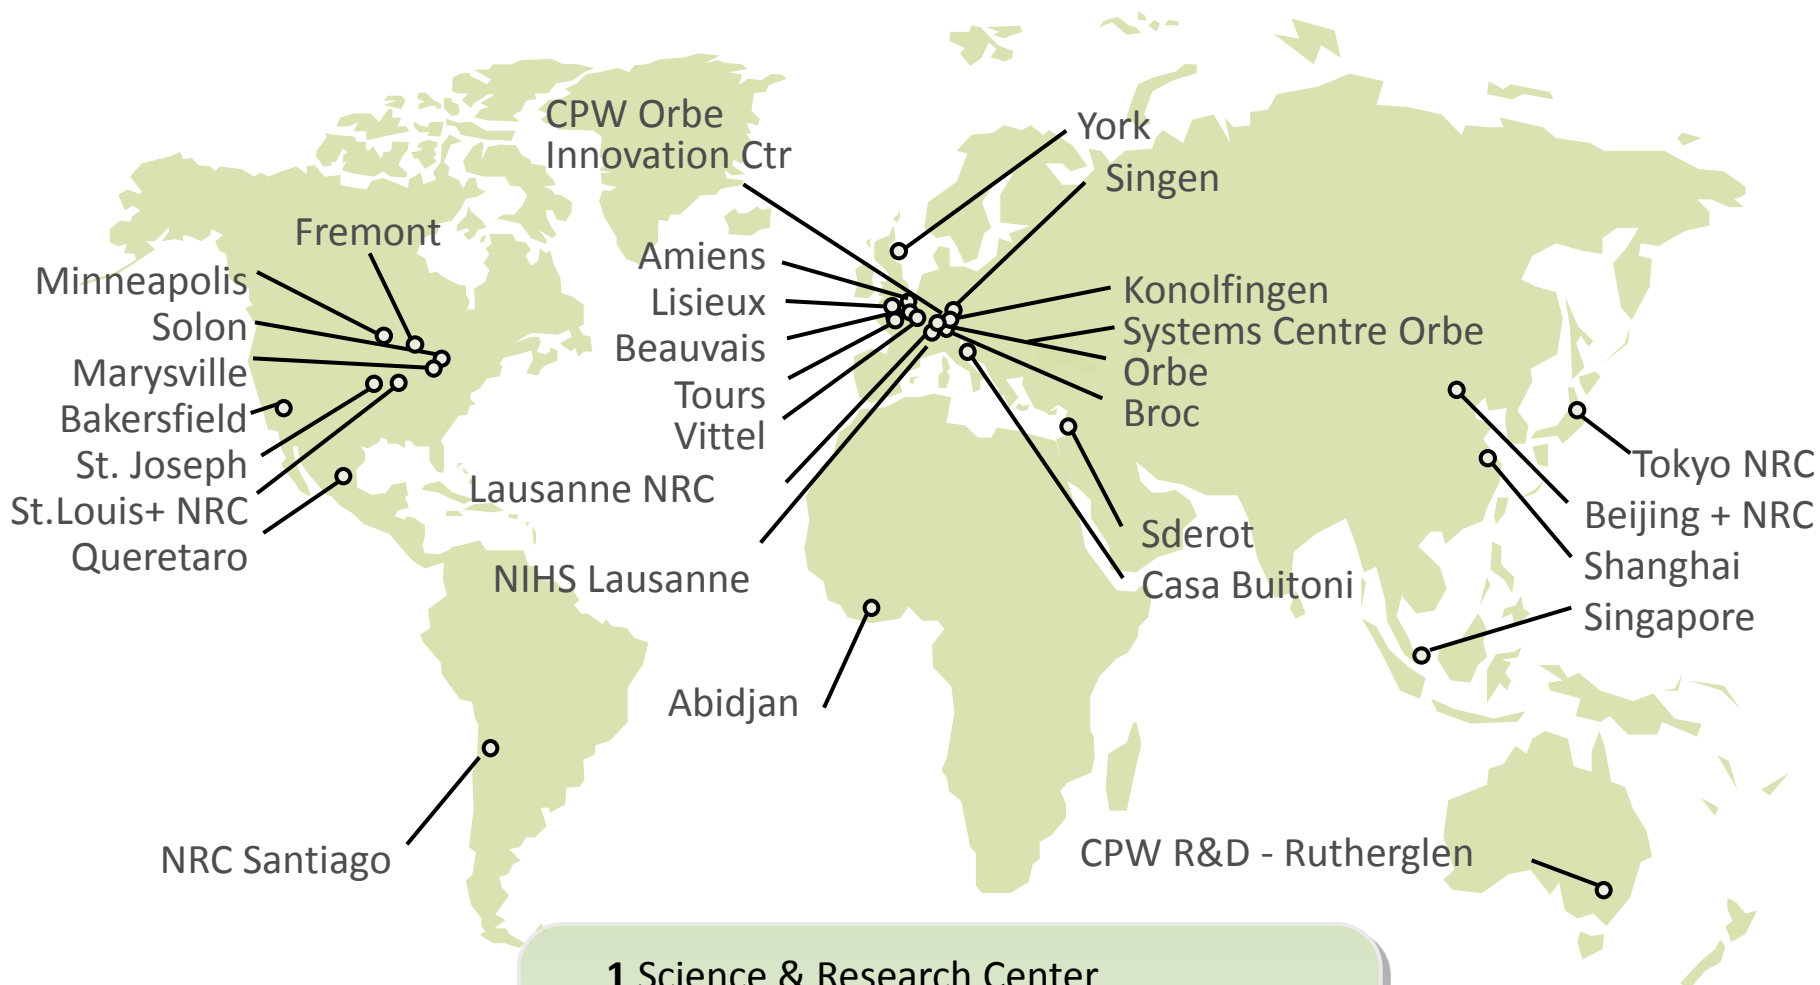 CPW Orbe
Innovation Ctr
York
Singen
Fremont
Minneapolis
Solon
Marysville
Bakersfield
St. Joseph
St.Louis+ NRC
Queretaro
Amiens
Lisieux
Beauvais
Tours
Vittel
Lausanne NRC
NIHS Lausanne
Konolfingen
Systems Centre Orbe
Orbe
Broc
Sderot
Casa Buitoni
Tokyo NRC
Beijing + NRC
Shanghai
Singapore
Abidjan
NRC Santiago
CPW R&D - Rutherglen
1 Science & Research Center